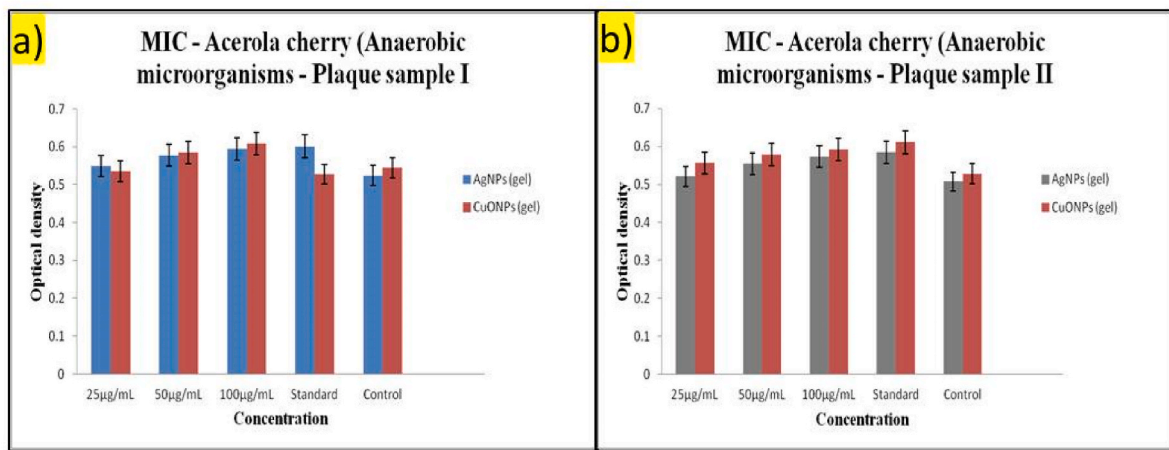 a)
MIC - Acerola cherry (Anaerobic
microorganisms - Plaque sample I
0.7
0.6
0.5
0.4
0.3
0.2
0.1
0
Optical density
AgNPs (gel)
CuONPs (gel)
25µg/mL
50µg/mL
100µg/mL
Standard
Control
Concentration
b)
MIC - Acerola cherry (Anaerobic
microorganisms - Plaque sample II
0.7
0.6
0.5
0.4
0.3
0.2
0.1
0
Optical density
AgNPs (gel)
CuONPs (gel)
25µg/mL
50µg/mL
100µg/mL
Standard
Control
Concentration